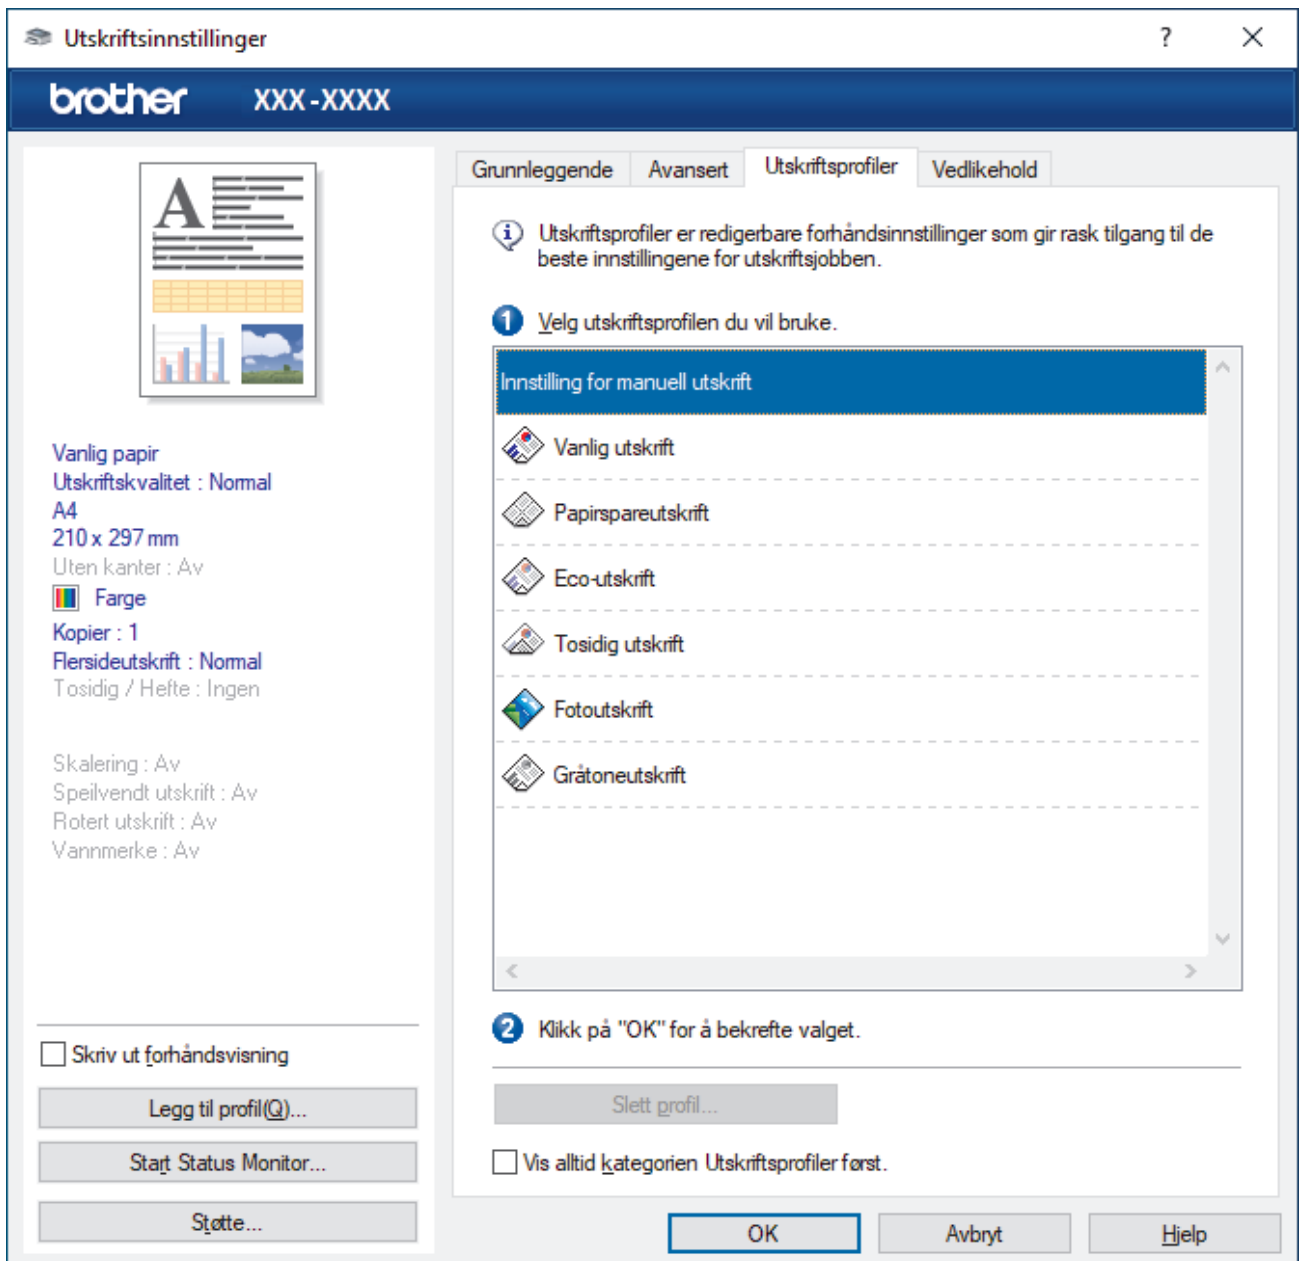 Utskriftsinnstillinger
?
brother XXX-XXXX
Grunnleggende Avansert Utskriftsprofiler Vedlikehold
A
Utskriftsprofiler er redigerbare forhåndsinnstillinger som gir rask tilgang til de
beste innstillingene for utskriftsjobben.
1 Velg utskriftsprofilen du vil bruke.
Innstilling for manuell utskrift
Vanlig utskrift
Papirspareutskrift
Eco-utskrift
Tosidig utskrift
Fotoutskrift
Gråtoneutskrift
Vanlig papir
Utskriftskvalitet : Normal
A4
210 x 297 mm
Uten kanter : Av
Farge
Kopier : 1
Flersideutskrift : Normal
Tosidig / Hefte : Ingen
Skalering : Av
Speilvendt utskrift : Av
Rotert utskrift : Av
Vannmerke : Av
2 Klikk på "OK" for å bekrefte valget.
Skriv ut forhåndsvisning
Legg til profil(Q)...
Start Status Monitor...
Støtte...
Slett profil...
Vis alltid kategorien Utskriftsprofiler først.
OK Avbryt Hjelp